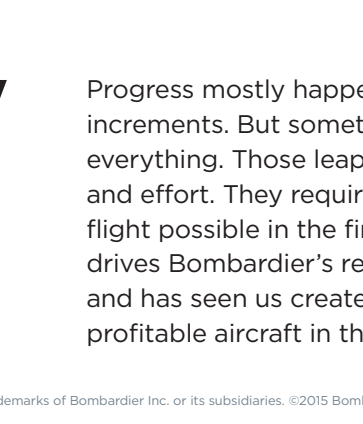 Progress mostly happe
increments. But somet
everything. Those leap
and effort. They requir
flight possible in the fi
drives Bombardier’s re
and has seen us create
profitable aircraft in th
demarks of Bombardier Inc. or its subsidiaries. ©2015 Bomb